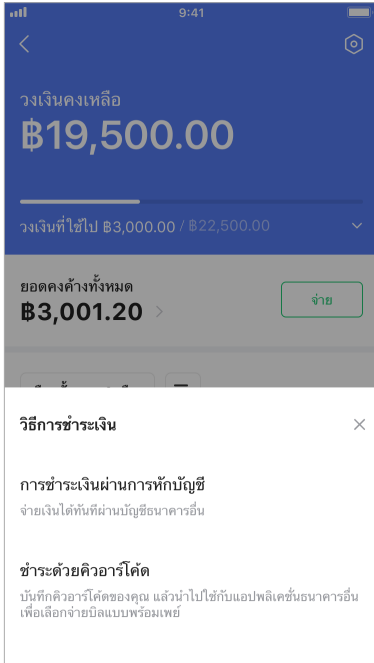 9:41
วงเงินคงเหลือ
฿19,500.00
วงเงินที่ใช้ไป ฿3,000.00 / ฿22,500.00
ยอดคงค้างทั้งหมด
฿3,001.20
จ่าย
วิธีการชำระเงิน
การชำระเงินผ่านการหักบัญชี
จ่ายเงินได้ทันทีผ่านบัญชีธนาคารอื่น
ชำระด้วยคิวอาร์โค้ด
บันทึกคิวอาร์โค้ดของคุณ แล้วนำไปใช้กับแอปพลิเคชั่นธนาคารอื่น
เพื่อเลือกจ่ายบิลแบบพร้อมเพย์